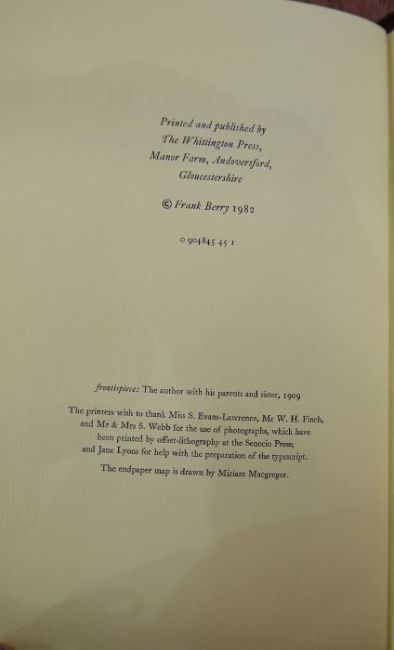 Printed and published by
The Whittington Press,
Manor Farm, Andoversford,
Gloucestershire
© Frank Berry 1982
0 904845 45 1
frontispiece: The author with his parents and sister, 1909
The printers wish to thank Miss S. Evans-Lawrence, Mr W. H. Finch,
and Mr & Mrs S. Webb for the use of photographs, which have
been printed by offset-lithography at the Senecio Press;
and Jane Lyons for help with the preparation of the typescript.
The endpaper map is drawn by Miriam Macgregor.